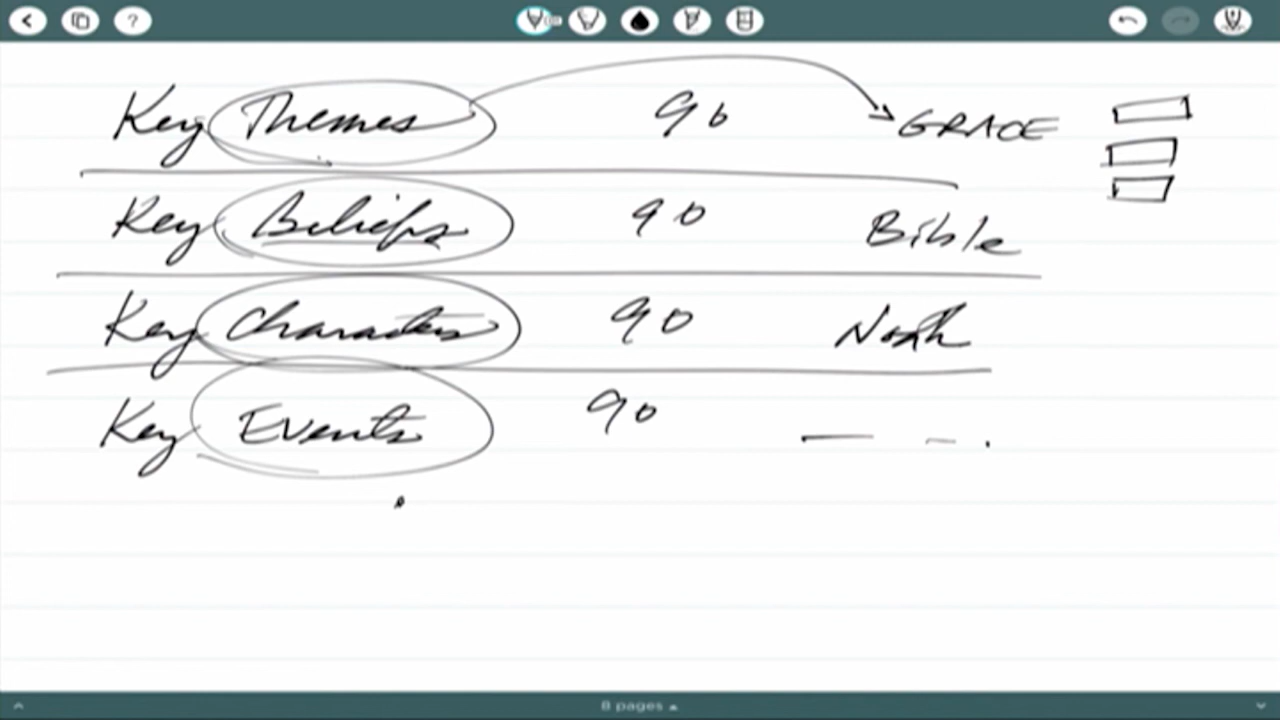 ?
Key Themes 90 GRACE
Key Beliefs 90 Bible
Key Characters 90 Noah
Key Events 90
8 pages